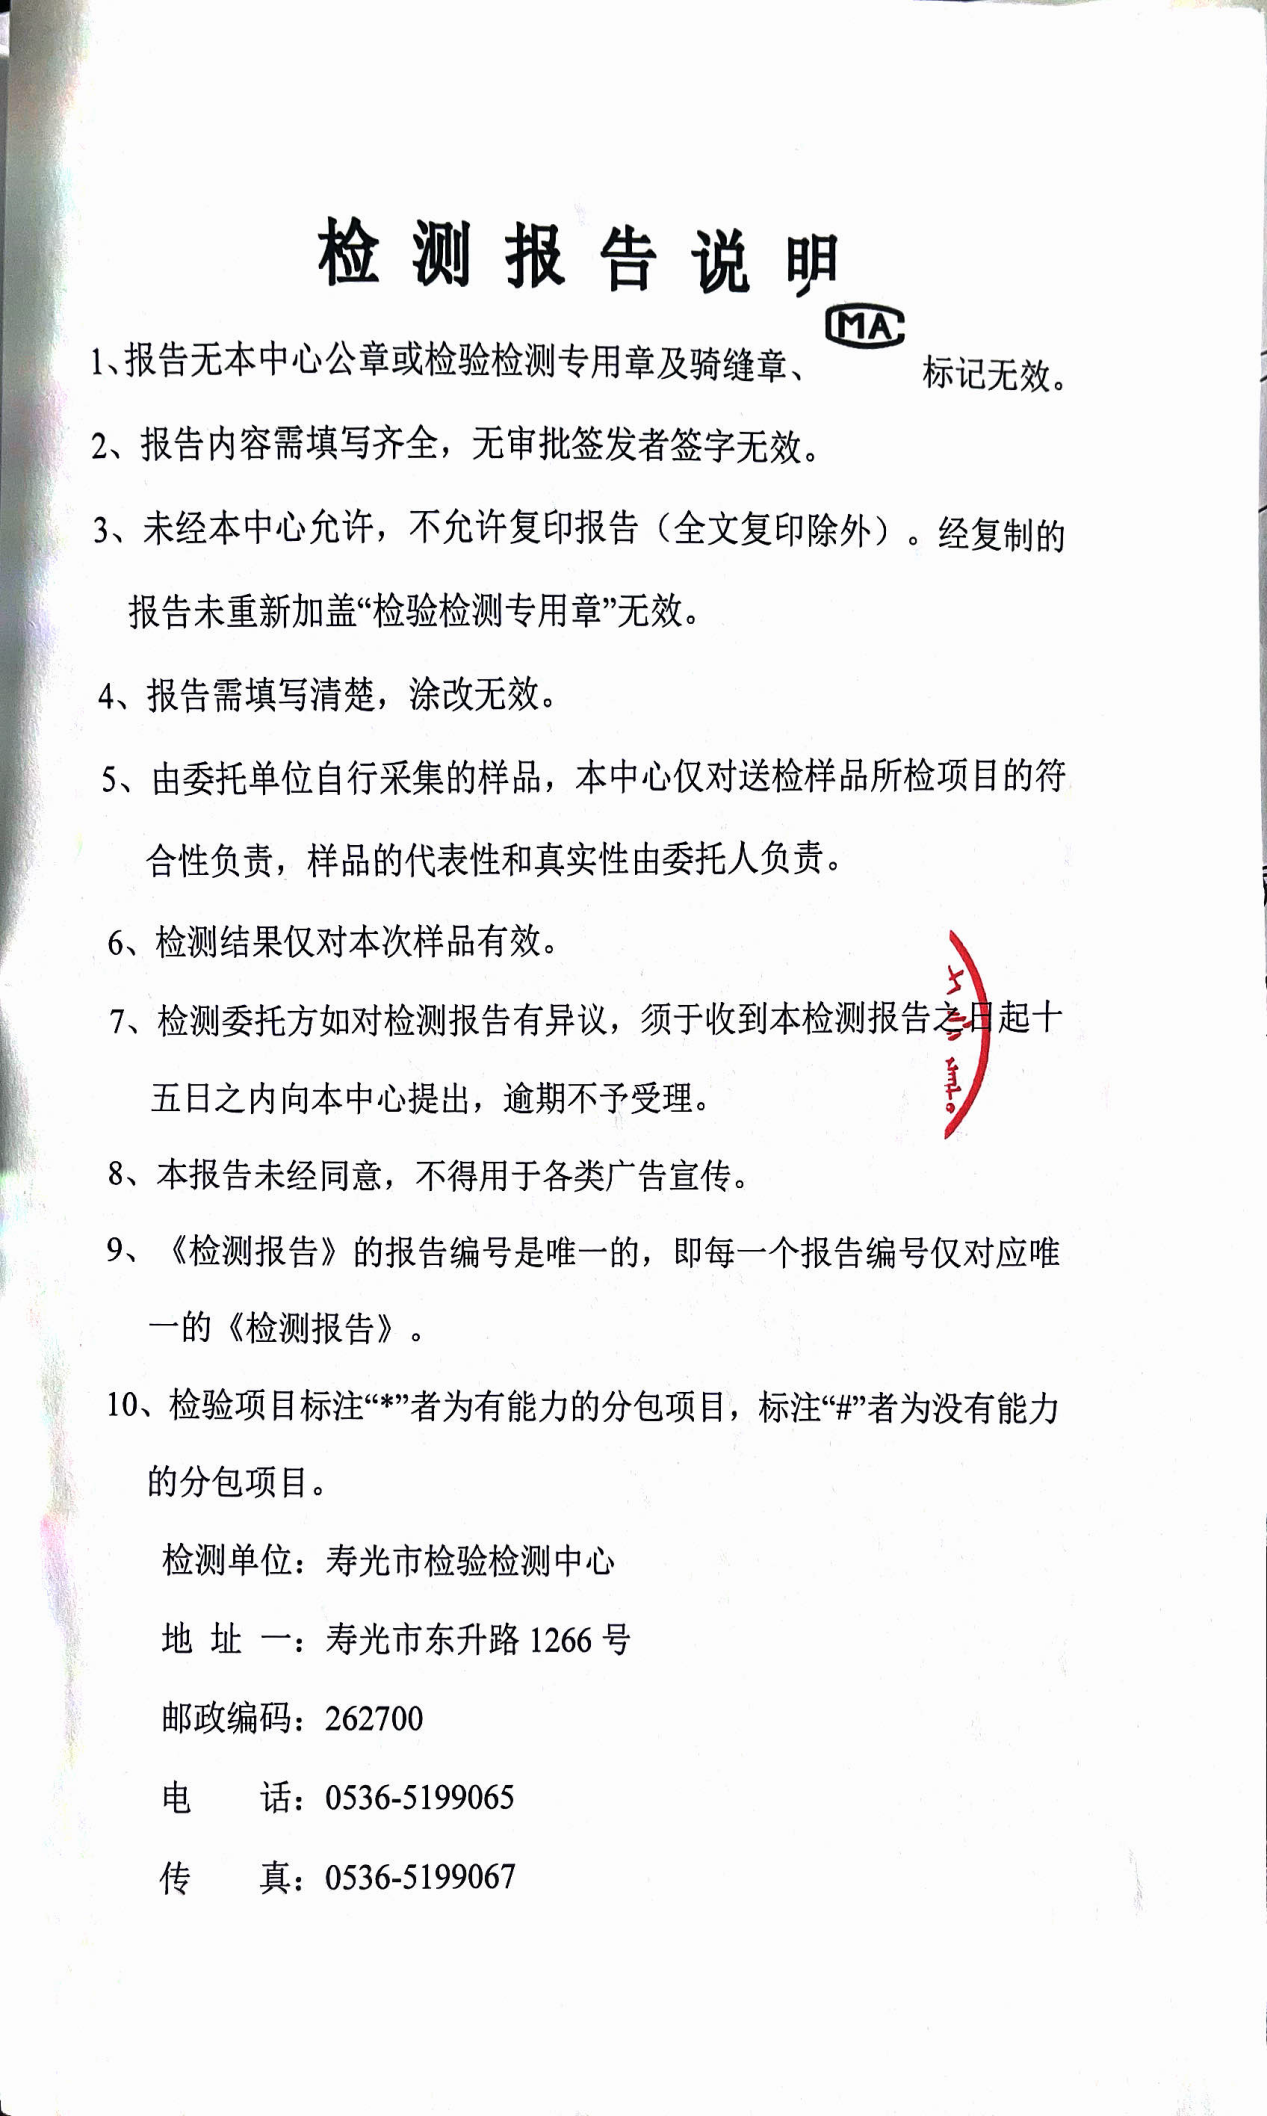 检测报告说明
1、报告无本中心公章或检验检测专用章及骑缝章、 CMA 标记无效。
2、报告内容需填写齐全，无审批签发者签字无效。
3、未经本中心允许，不允许复印报告（全文复印除外）。经复制的
报告未重新加盖“检验检测专用章”无效。
4、报告需填写清楚，涂改无效。
5、由委托单位自行采集的样品，本中心仅对送检样品所检项目的符
合性负责，样品的代表性和真实性由委托人负责。
6、检测结果仅对本次样品有效。
7、检测委托方如对检测报告有异议，须于收到本检测报告之日起十
五日之内向本中心提出，逾期不予受理。
8、本报告未经同意，不得用于各类广告宣传。
9、《检测报告》的报告编号是唯一的，即每一个报告编号仅对应唯
一的《检测报告》。
10、检验项目标注“*”者为有能力的分包项目，标注“#”者为没有能力
的分包项目。
检测单位：寿光市检验检测中心
地 址 一：寿光市东升路 1266 号
邮政编码：262700
电 话：0536-5199065
传 真：0536-5199067